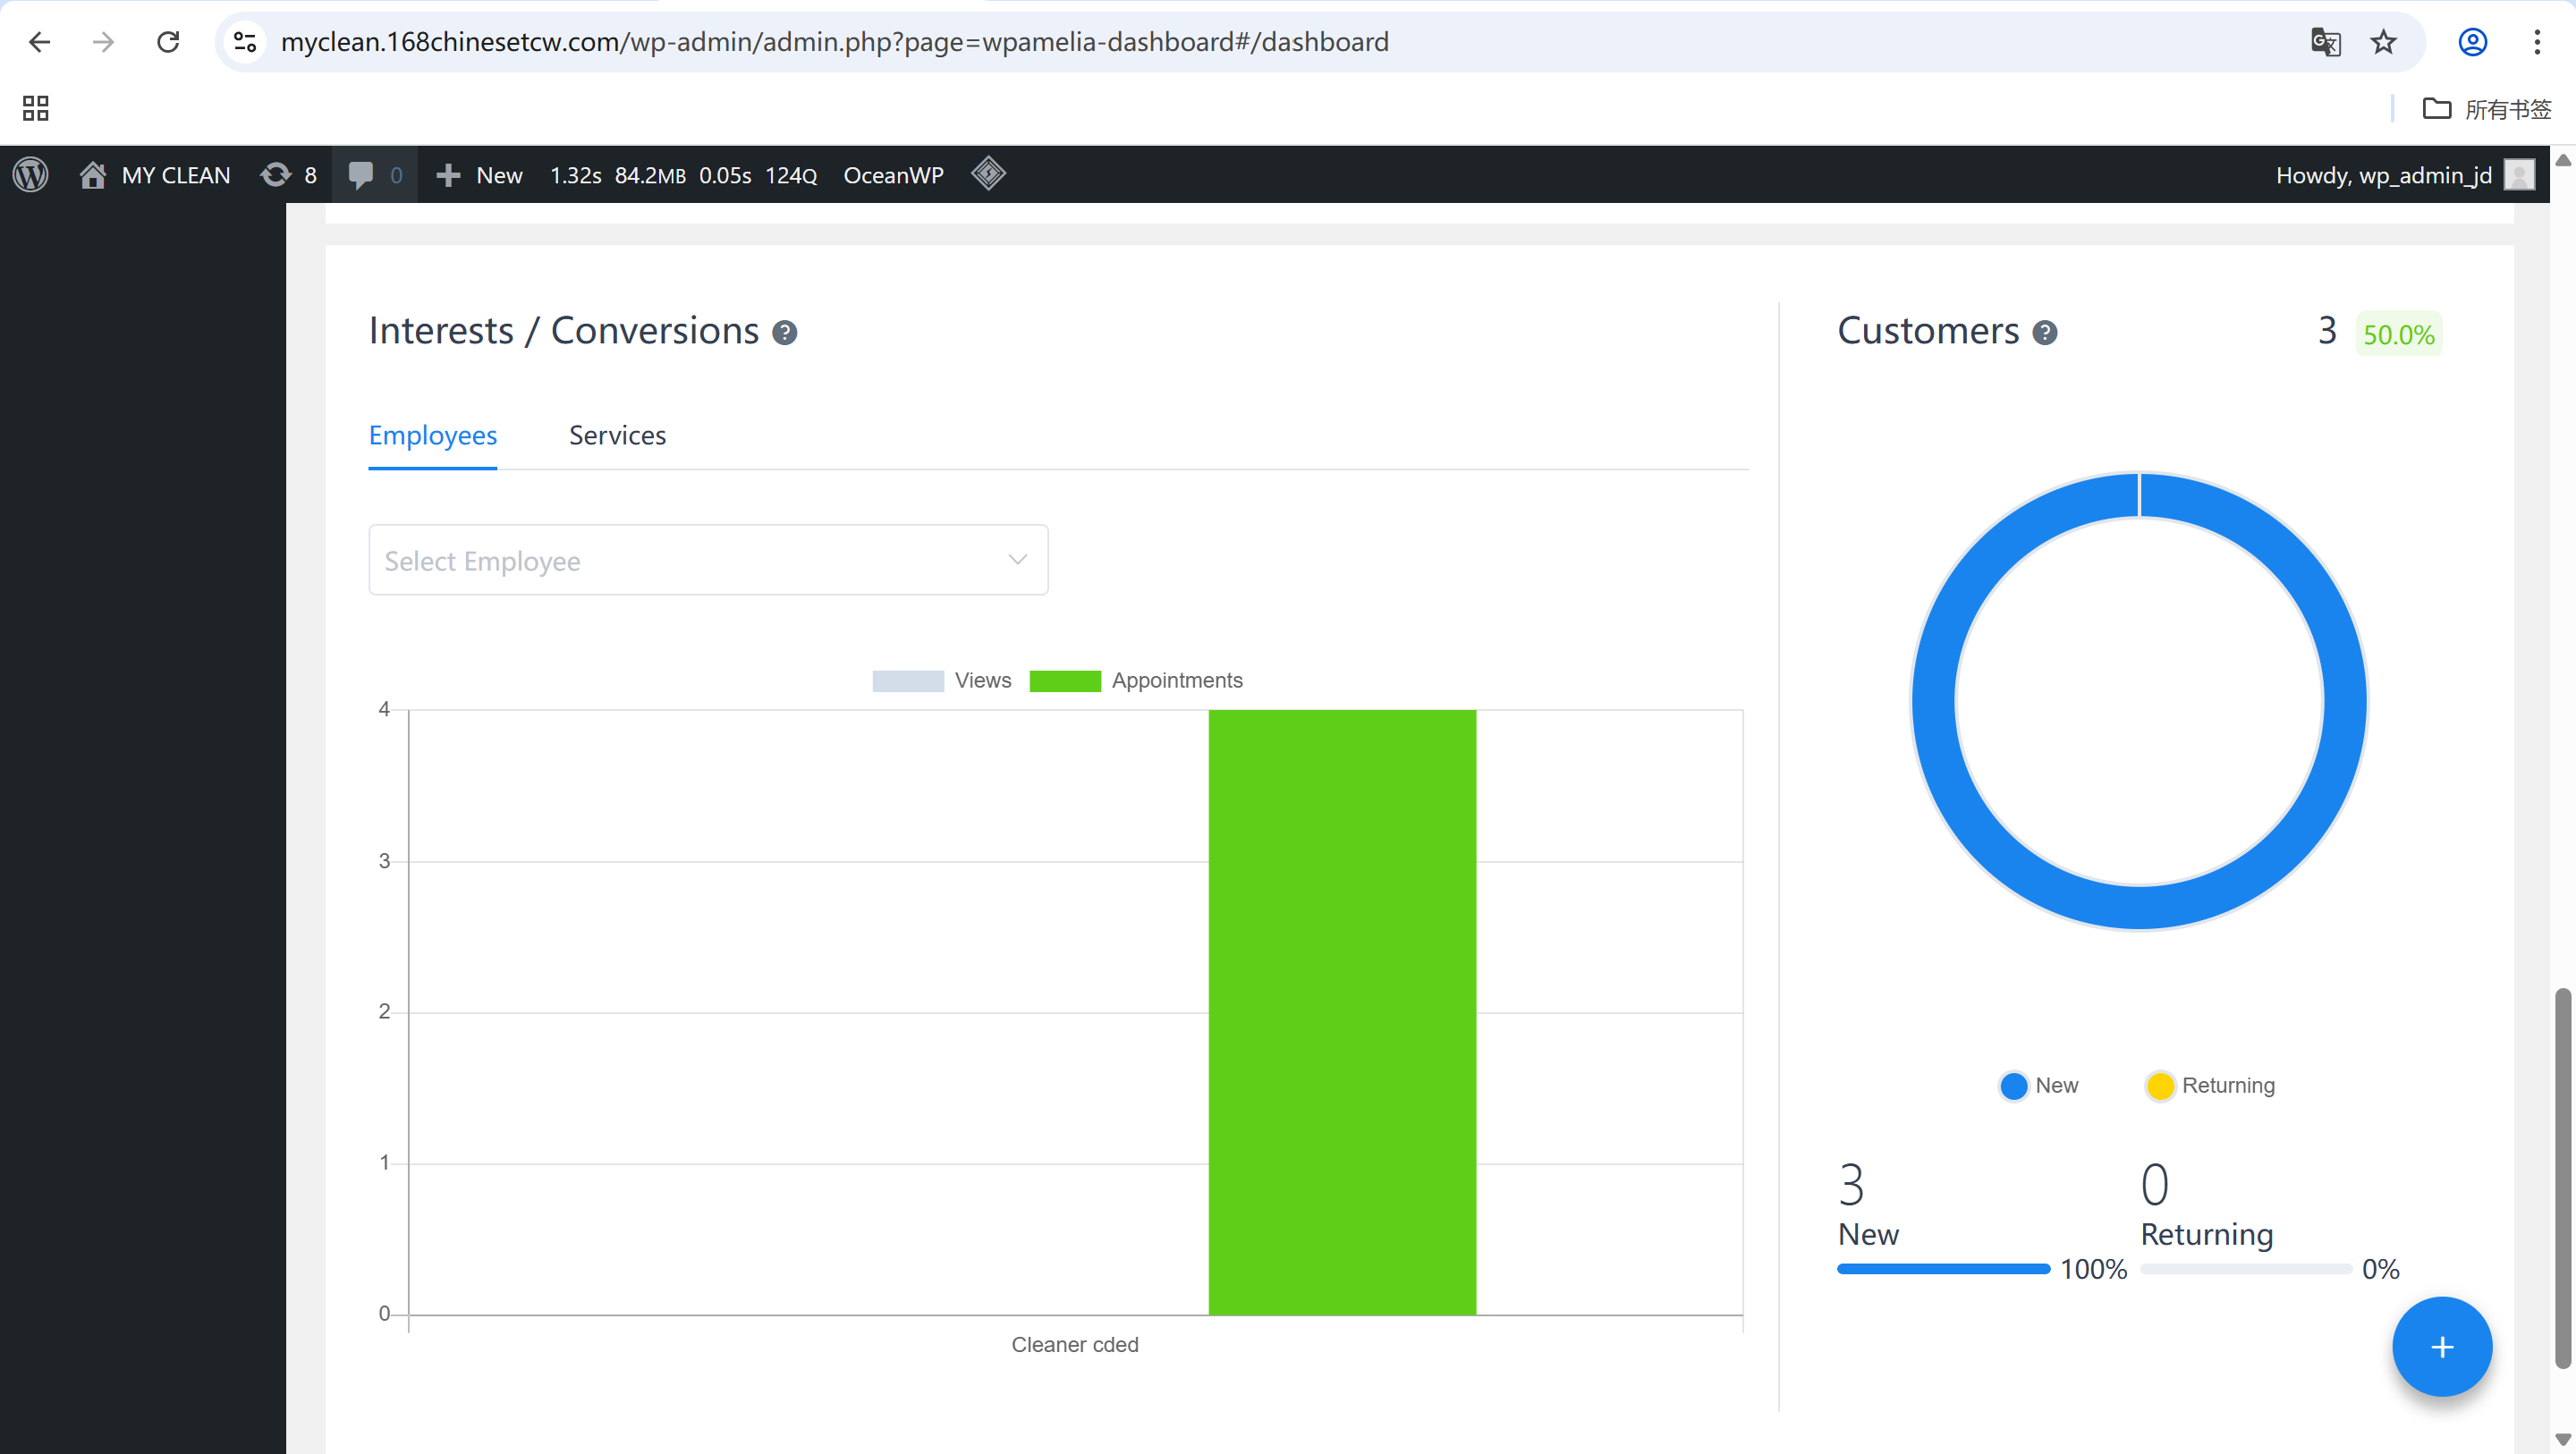 myclean.168chinesetcw.com/wp-admin/admin.php?page=wpamelia-dashboard#/dashboard
所有书签
MY CLEAN 8 0 New 1.32s 84.2MB 0.05s 124Q OceanWP Howdy, wp_admin_jd
Interests / Conversions ?
Employees Services
Select Employee
Views Appointments
4
3
2
1
0
Cleaner cded
Customers ? 3 50.0%
New Returning
3 0
New Returning
100% 0%
+